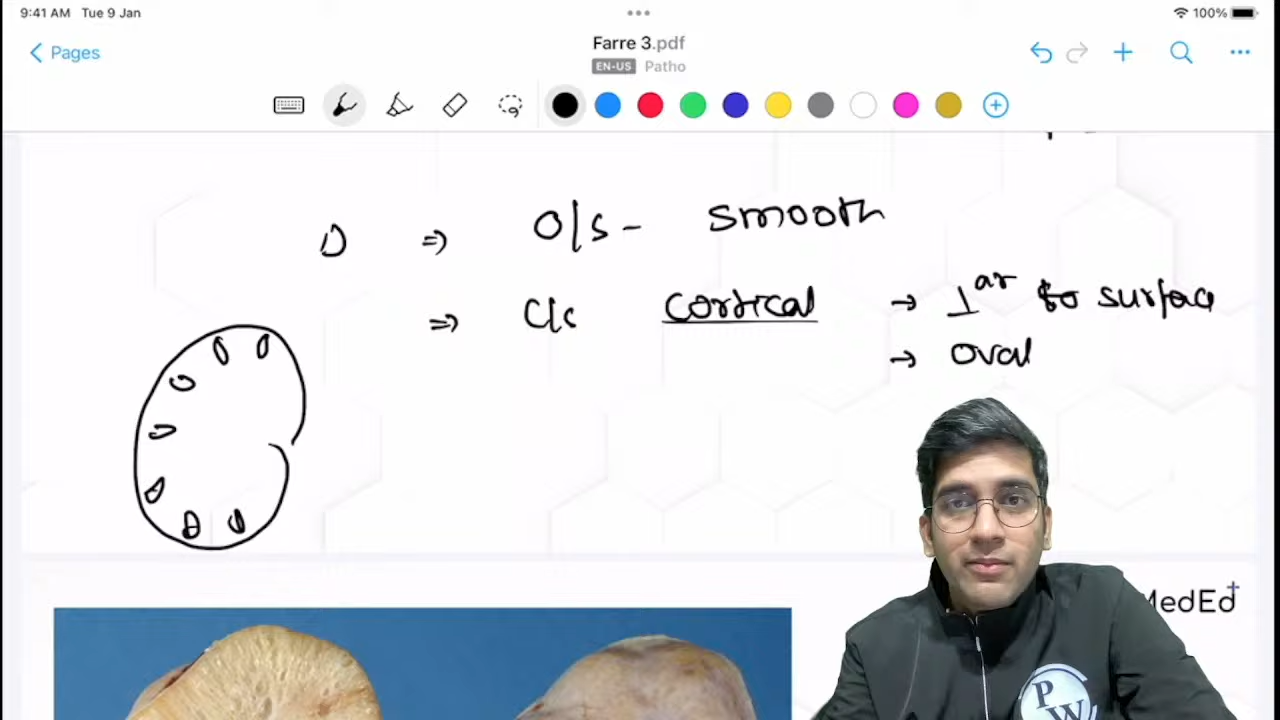 9:41 AM Tue 9 Jan
100%
Pages
Farre 3.pdf
EN-US Patho
D ⇒ O/S - smooth
⇒ C/S cortical → ⊥ar to surface
→ oval
MedEd
PW